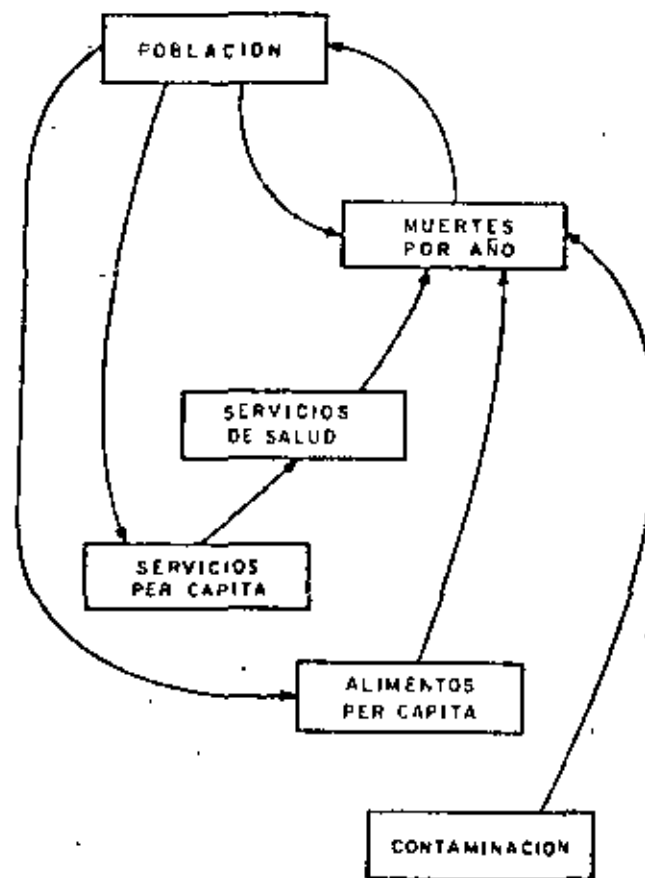 POBLACION
MUERTES
POR AÑO
SERVICIOS
DE SALUD
SERVICIOS
PER CAPITA
ALIMENTOS
PER CAPITA
CONTAMINACION